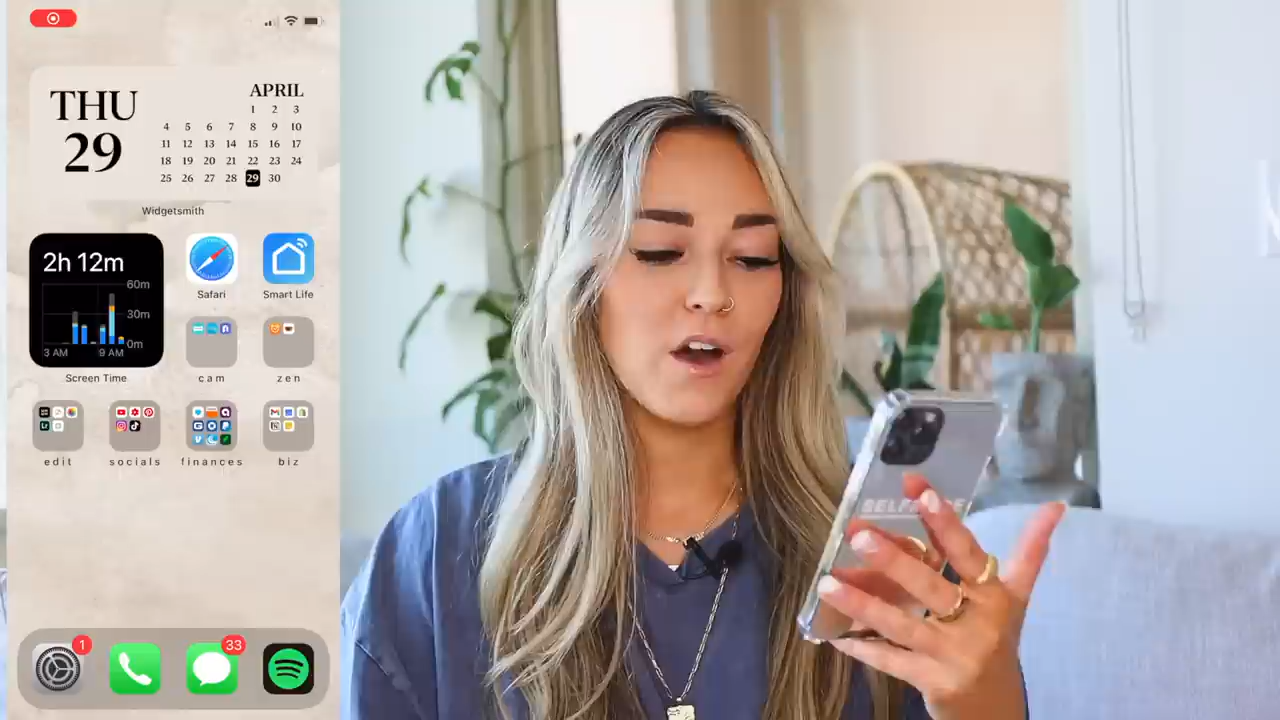 THU
29
APRIL
1 2 3
4 5 6 7 8 9 10
11 12 13 14 15 16 17
18 19 20 21 22 23 24
25 26 27 28 29 30
Widgetsmith
2h 12m
60m
30m
0m
3 AM 9 AM
Screen Time
Safari
Smart Life
cam
zen
edit
socials
finances
biz
1
33